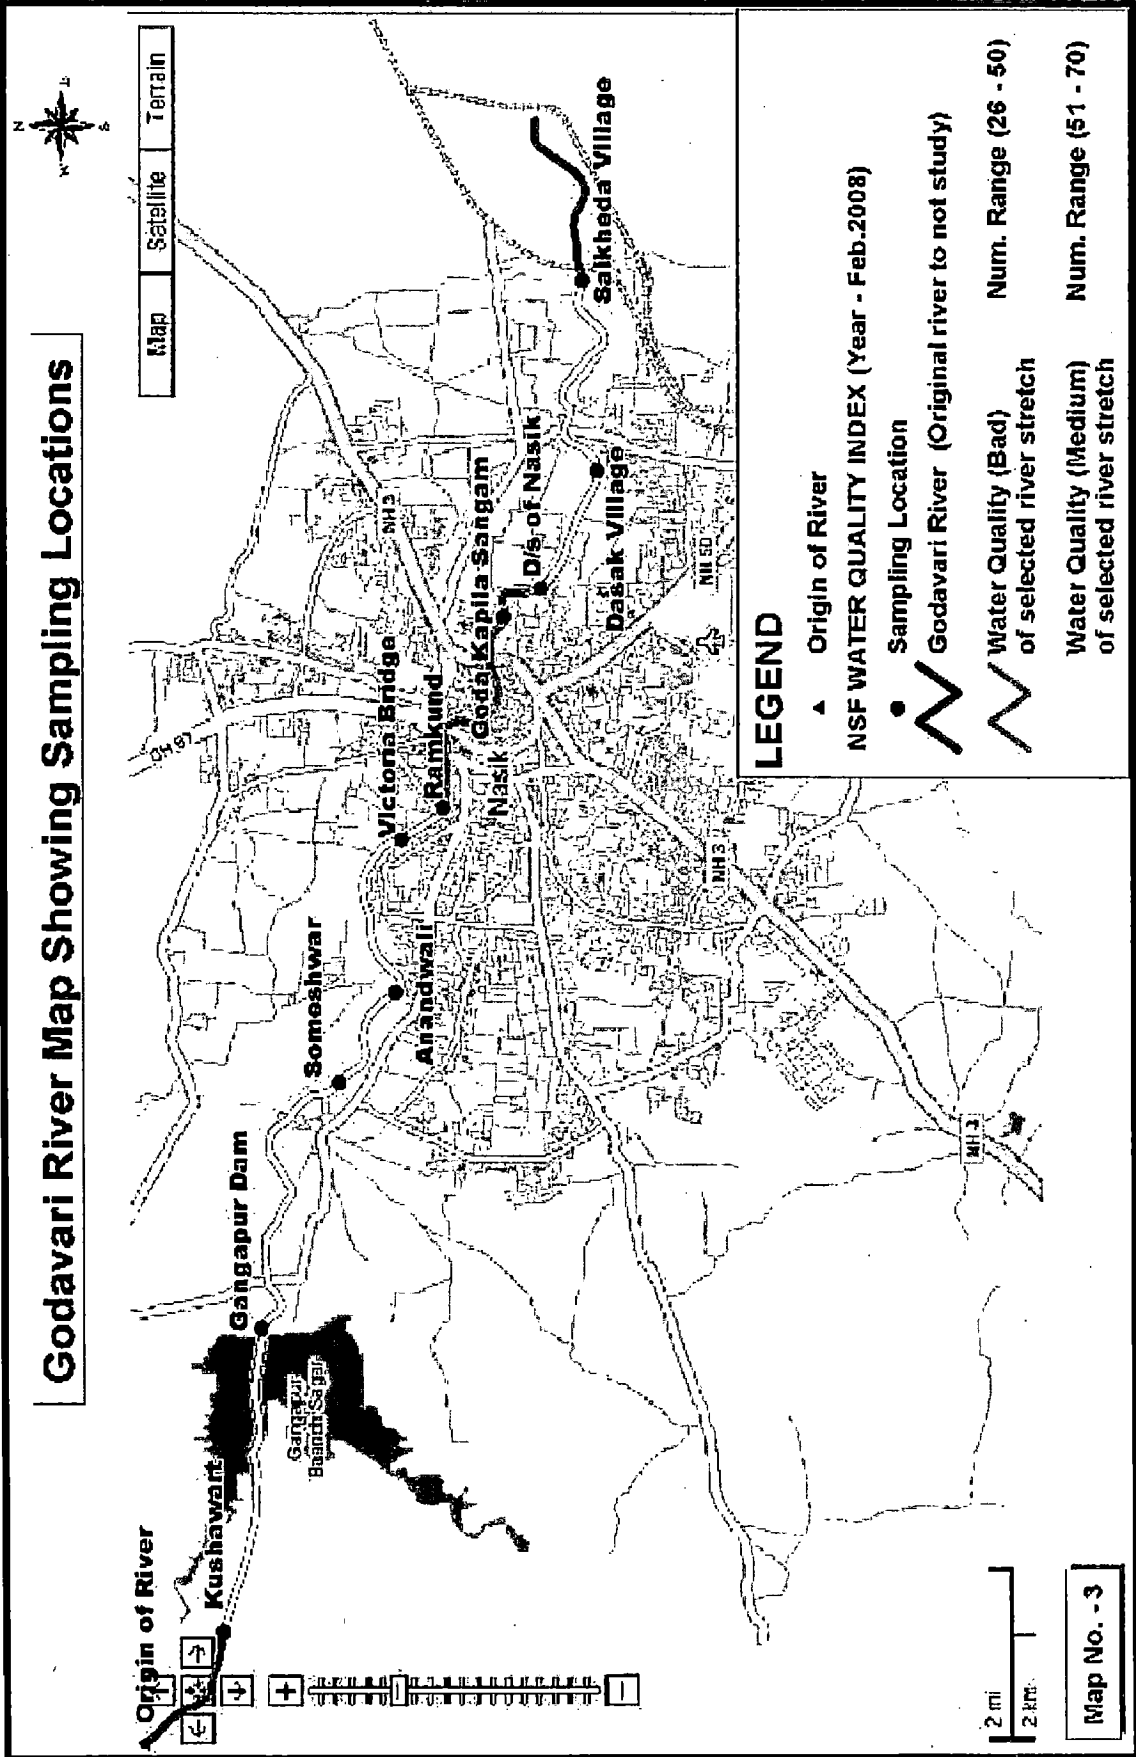 Godavari River Map Showing Sampling Locations
N
Map
Satellite
Terrain
Origin of River
Kushawart
Gangapur Dam
Gangapur
Someshwar
Anandwali
Victoria Bridge
Ramkund
Nasik
Goda Kapila Sangam
D/s of Nasik
Dasak Village
Saikheda Village
NH 3
NH 50
NH 3
NH 3
2 mi
2 km
Map No. - 3
LEGEND
Origin of River
NSF WATER QUALITY INDEX (Year - Feb.2008)
Sampling Location
Godavari River (Original river to not study)
Water Quality (Bad) Num. Range (26 - 50)
of selected river stretch
Water Quality (Medium) Num. Range (51 - 70)
of selected river stretch